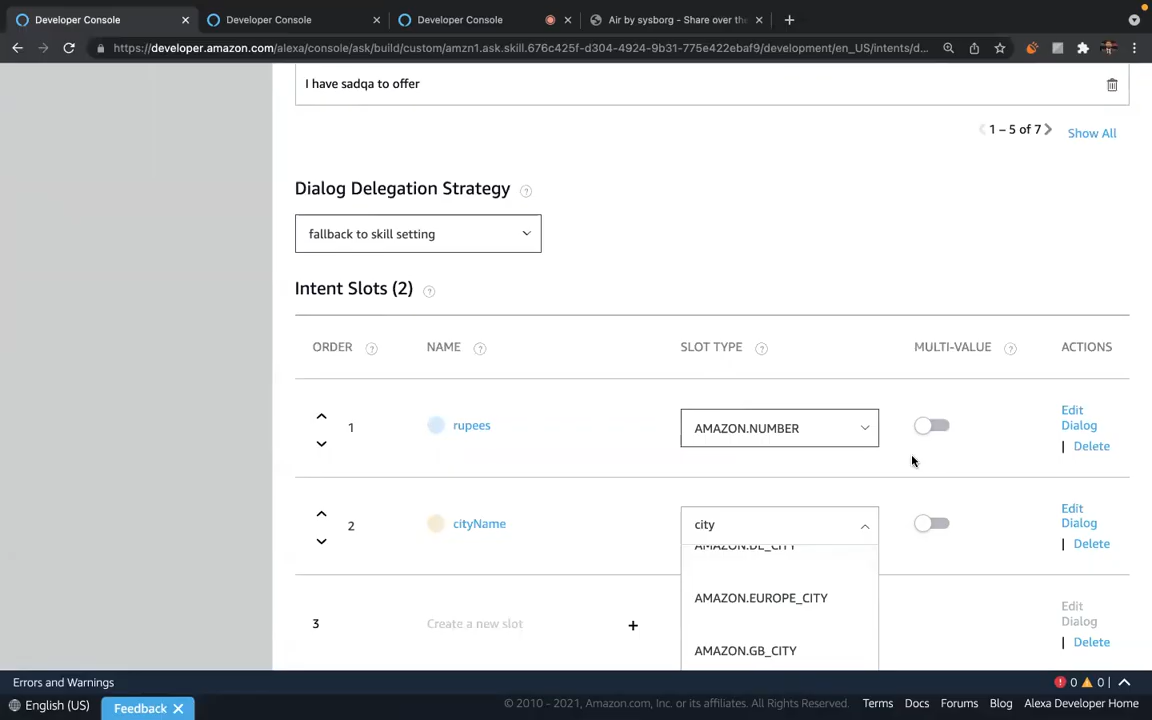 Developer Console
Developer Console
Developer Console
Air by sysborg - Share over the
https://developer.amazon.com/alexa/console/ask/build/custom/amzn1.ask.skill.676c425f-d304-4924-9b31-775e422ebaf9/development/en_US/intents/d...
I have sadqa to offer
1 – 5 of 7
Show All
Dialog Delegation Strategy
fallback to skill setting
Intent Slots (2)
ORDER NAME SLOT TYPE MULTI-VALUE ACTIONS
1 rupees AMAZON.NUMBER Edit Dialog | Delete
2 cityName city Edit Dialog | Delete
AMAZON.DE_CITY
AMAZON.EUROPE_CITY
3 Create a new slot + Edit Dialog | Delete
AMAZON.GB_CITY
Errors and Warnings 0 0 |
English (US) Feedback © 2010 - 2021, Amazon.com, Inc. or its affiliates. All Rights Reserved. Terms Docs Forums Blog Alexa Developer Home